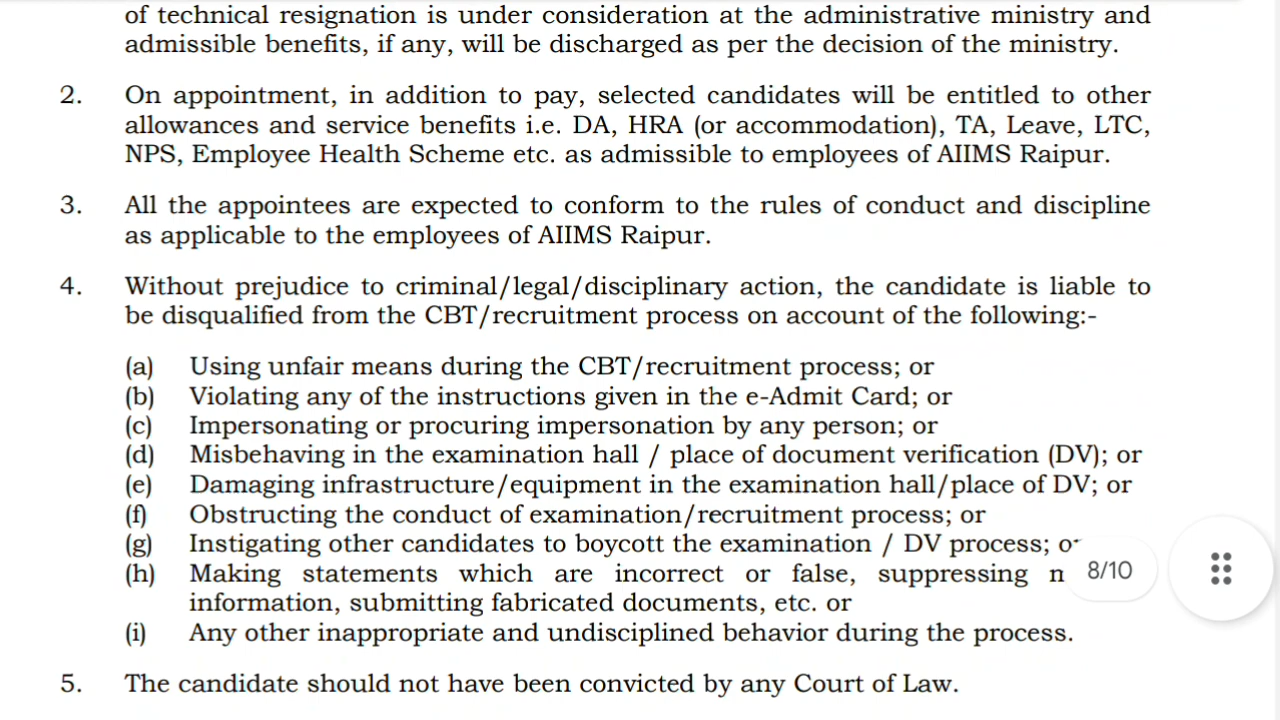 of technical resignation is under consideration at the administrative ministry and
admissible benefits, if any, will be discharged as per the decision of the ministry.
2. On appointment, in addition to pay, selected candidates will be entitled to other
allowances and service benefits i.e. DA, HRA (or accommodation), TA, Leave, LTC,
NPS, Employee Health Scheme etc. as admissible to employees of AIIMS Raipur.
3. All the appointees are expected to conform to the rules of conduct and discipline
as applicable to the employees of AIIMS Raipur.
4. Without prejudice to criminal/legal/disciplinary action, the candidate is liable to
be disqualified from the CBT/recruitment process on account of the following:-
(a) Using unfair means during the CBT/recruitment process; or
(b) Violating any of the instructions given in the e-Admit Card; or
(c) Impersonating or procuring impersonation by any person; or
(d) Misbehaving in the examination hall / place of document verification (DV); or
(e) Damaging infrastructure/equipment in the examination hall/place of DV; or
(f) Obstructing the conduct of examination/recruitment process; or
(g) Instigating other candidates to boycott the examination / DV process;
(h) Making statements which are incorrect or false, suppressing
8/10
information, submitting fabricated documents, etc. or
(i) Any other inappropriate and undisciplined behavior during the process.
5. The candidate should not have been convicted by any Court of Law.